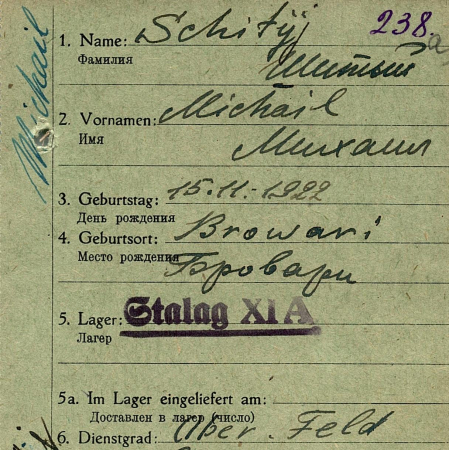 238.
a
Michail
1. Name: Schityj
Фамилия
Шитый
2. Vornamen: Michail
Имя
Михаил
3. Geburtstag: 15.11.-1922
День рождения
4. Geburtsort: Browari
Место рождения
Бровари
5. Lager: Stalag XI A
Лагер
5a. Im Lager eingeliefert am:
Доставлен в лагер (число)
6. Dienstgrad: Ober. Feld